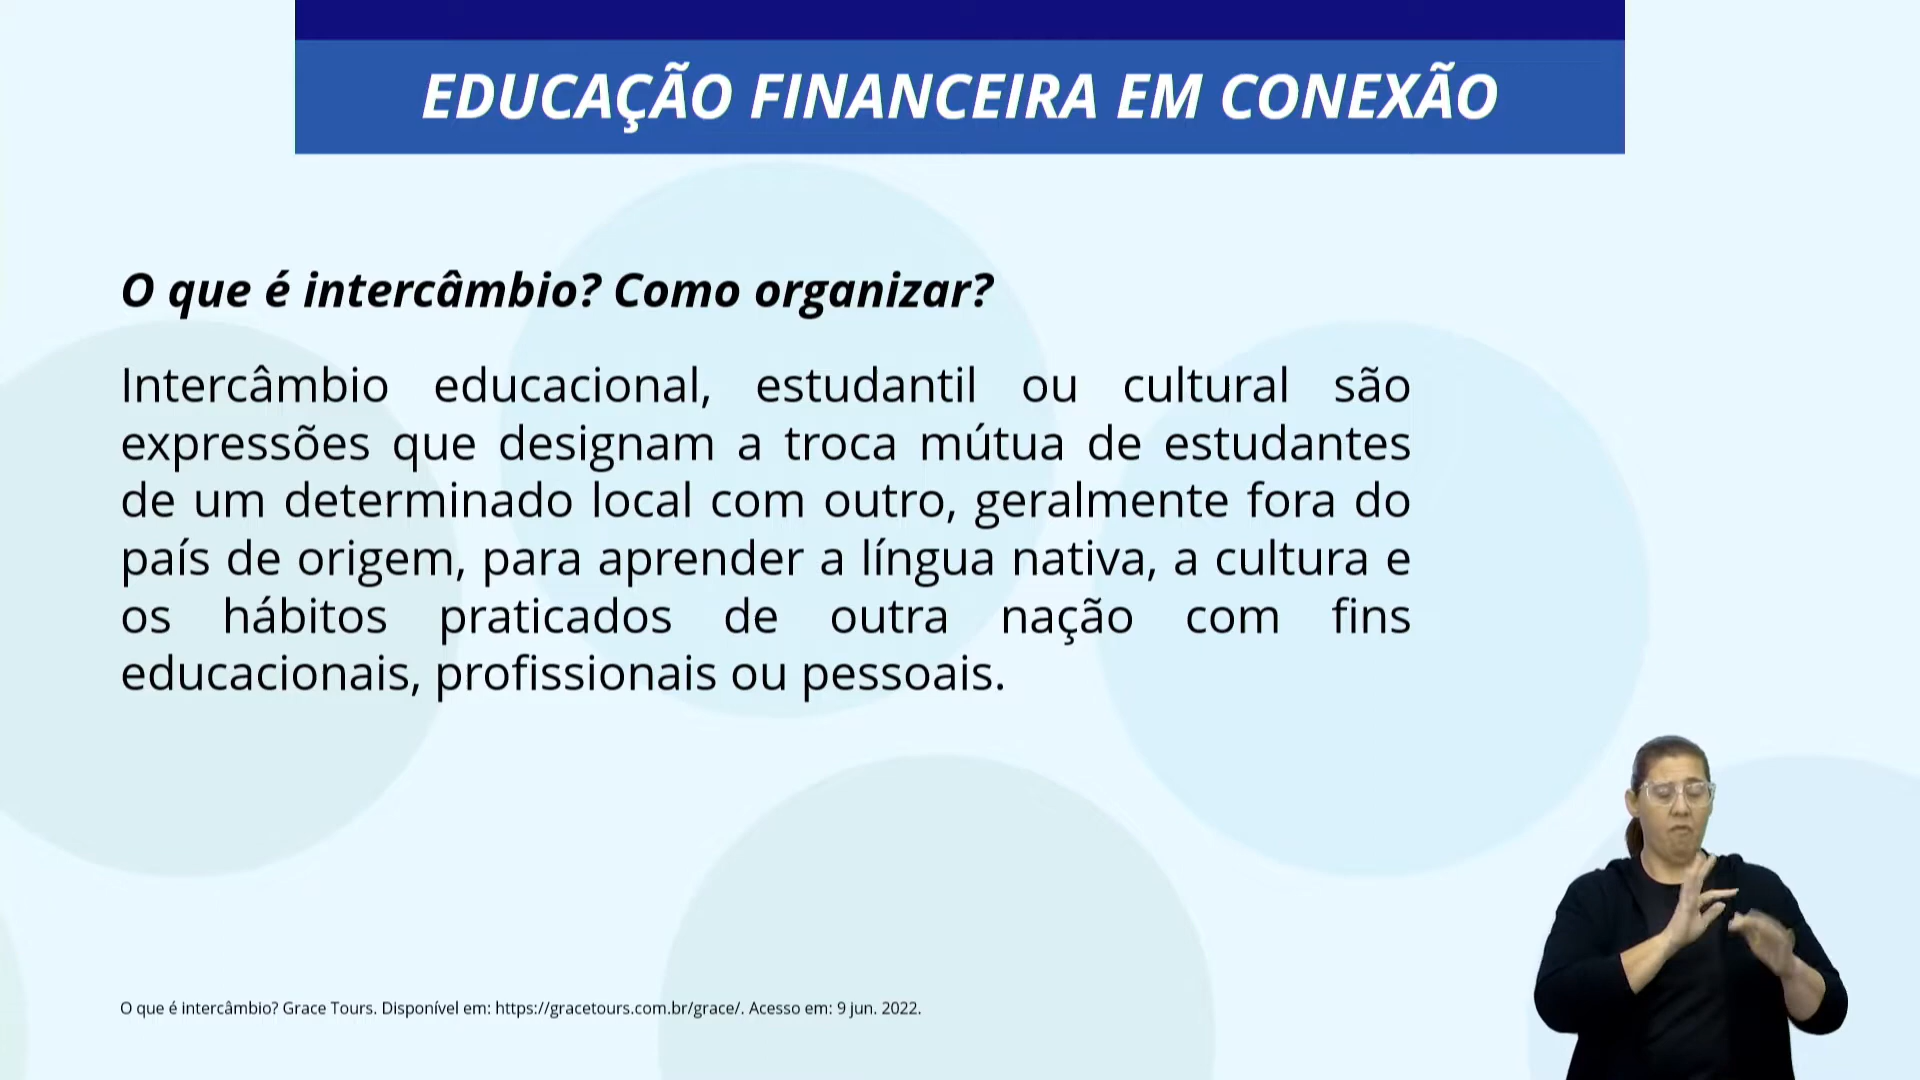 EDUCAÇÃO FINANCEIRA EM CONEXÃO
O que é intercâmbio? Como organizar?
Intercâmbio educacional, estudantil ou cultural são
expressões que designam a troca mútua de estudantes
de um determinado local com outro, geralmente fora do
país de origem, para aprender a língua nativa, a cultura e
os hábitos praticados de outra nação com fins
educacionais, profissionais ou pessoais.
O que é intercâmbio? Grace Tours. Disponível em: https://gracetours.com.br/grace/. Acesso em: 9 jun. 2022.